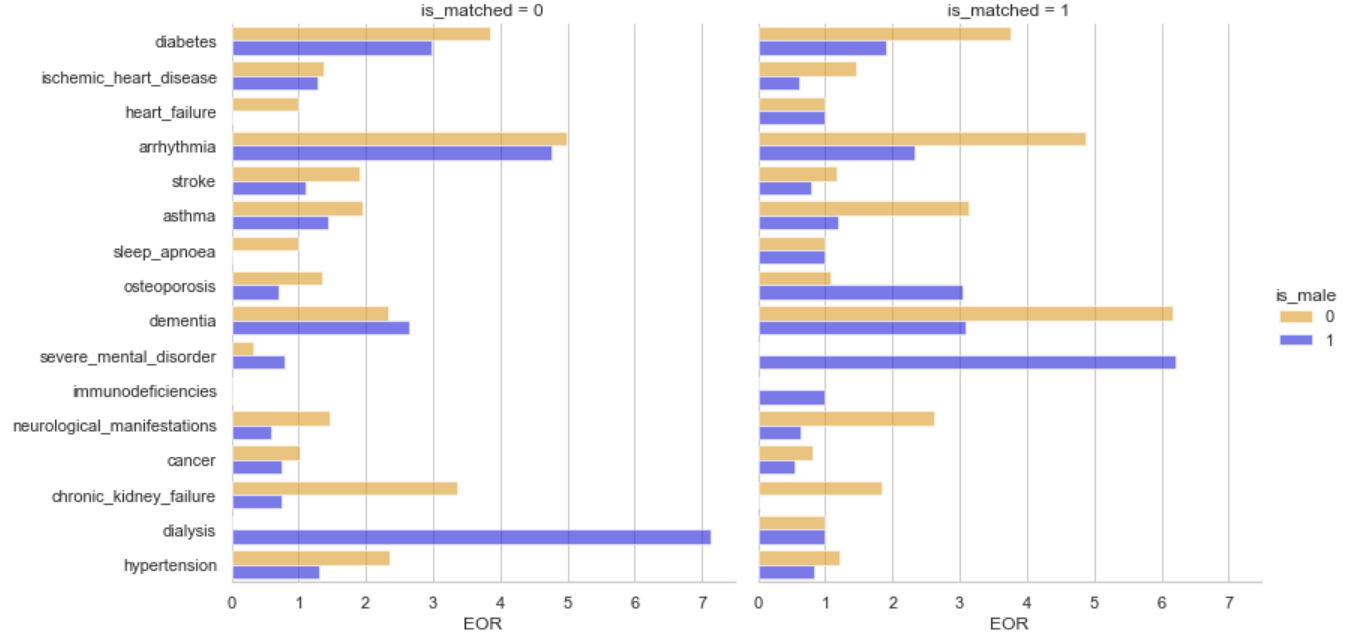 is_matched = 0
is_matched = 1
diabetes
ischemic_heart_disease
heart_failure
arrhythmia
stroke
asthma
sleep_apnoea
osteoporosis
dementia
severe_mental_disorder
immunodeficiencies
neurological_manifestations
cancer
chronic_kidney_failure
dialysis
hypertension
0 1 2 3 4 5 6 7
EOR
0 1 2 3 4 5 6 7
EOR
is_male
0
1